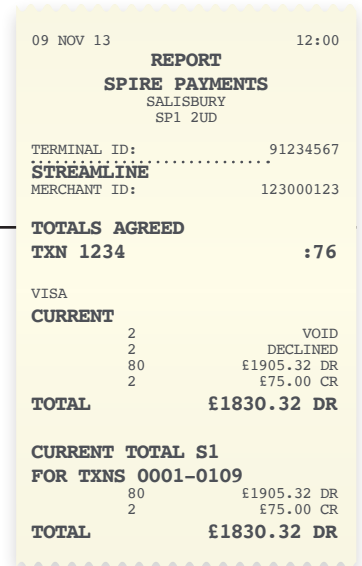 09 NOV 13 12:00
REPORT
SPIRE PAYMENTS
SALISBURY
SP1 2UD
TERMINAL ID: 91234567
STREAMLINE
MERCHANT ID: 123000123
TOTALS AGREED
TXN 1234 :76
VISA
CURRENT
2 VOID
2 DECLINED
80 £1905.32 DR
2 £75.00 CR
TOTAL £1830.32 DR
CURRENT TOTAL S1
FOR TXNS 0001-0109
80 £1905.32 DR
2 £75.00 CR
TOTAL £1830.32 DR